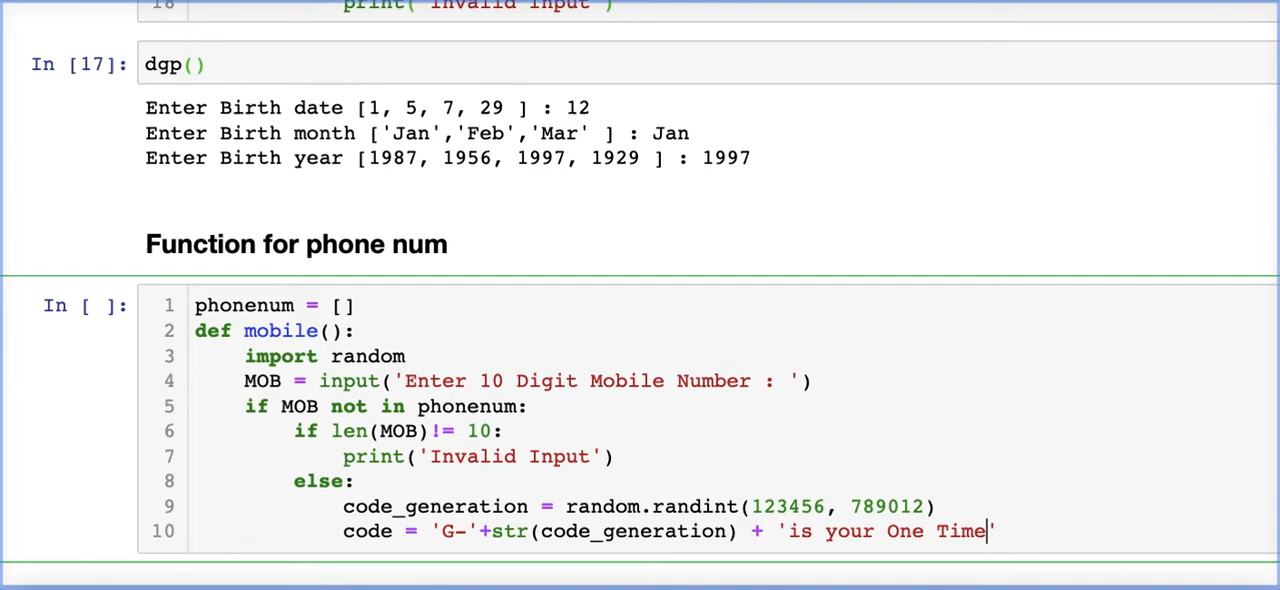 18 print('Invalid Input')
In [17]: dgp()
Enter Birth date [1, 5, 7, 29 ] : 12
Enter Birth month ['Jan','Feb','Mar' ] : Jan
Enter Birth year [1987, 1956, 1997, 1929 ] : 1997
Function for phone num
In [ ]: 1 phonenum = []
2 def mobile():
3     import random
4     MOB = input('Enter 10 Digit Mobile Number : ')
5     if MOB not in phonenum:
6         if len(MOB)!= 10:
7             print('Invalid Input')
8         else:
9             code_generation = random.randint(123456, 789012)
10             code = 'G-'+str(code_generation) + 'is your One Time'